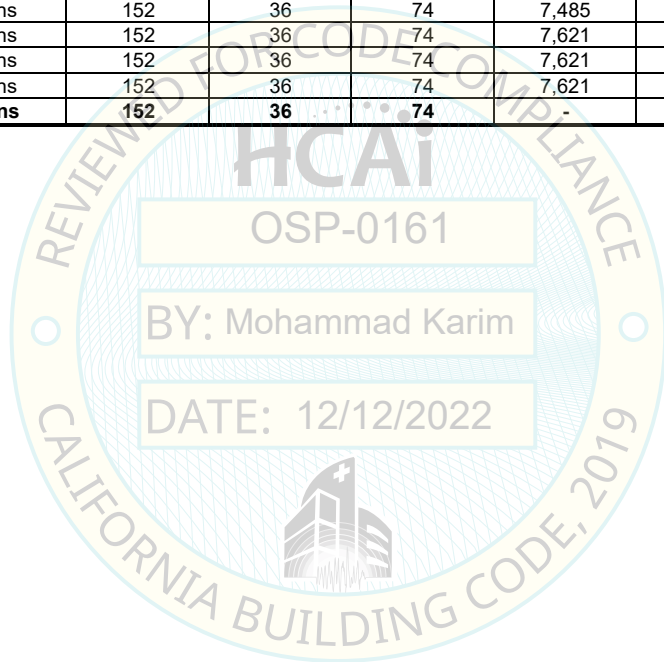 ns 152 36 74 7,485
ns 152 36 74 7,621
ns 152 36 74 7,621
ns 152 36 74 7,621
ns 152 36 74 -
REVIEWED FOR CODE COMPLIANCE
HCAi
OSP-0161
BY: Mohammad Karim
DATE: 12/12/2022
CALIFORNIA BUILDING CODE, 2019